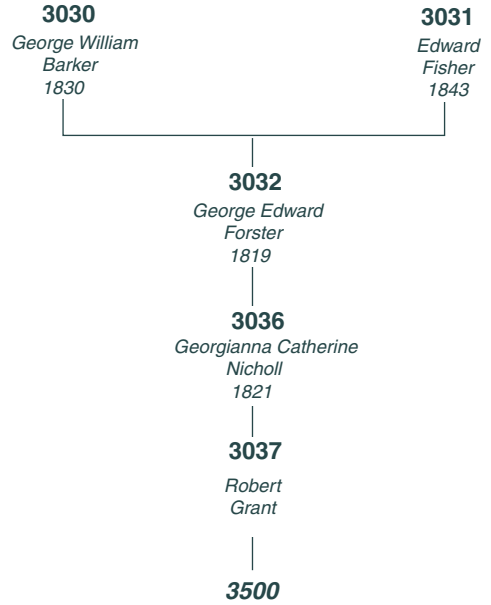 3030
George William
Barker
1830
3031
Edward
Fisher
1843
3032
George Edward
Forster
1819
3036
Georgianna Catherine
Nicholl
1821
3037
Robert
Grant
3500